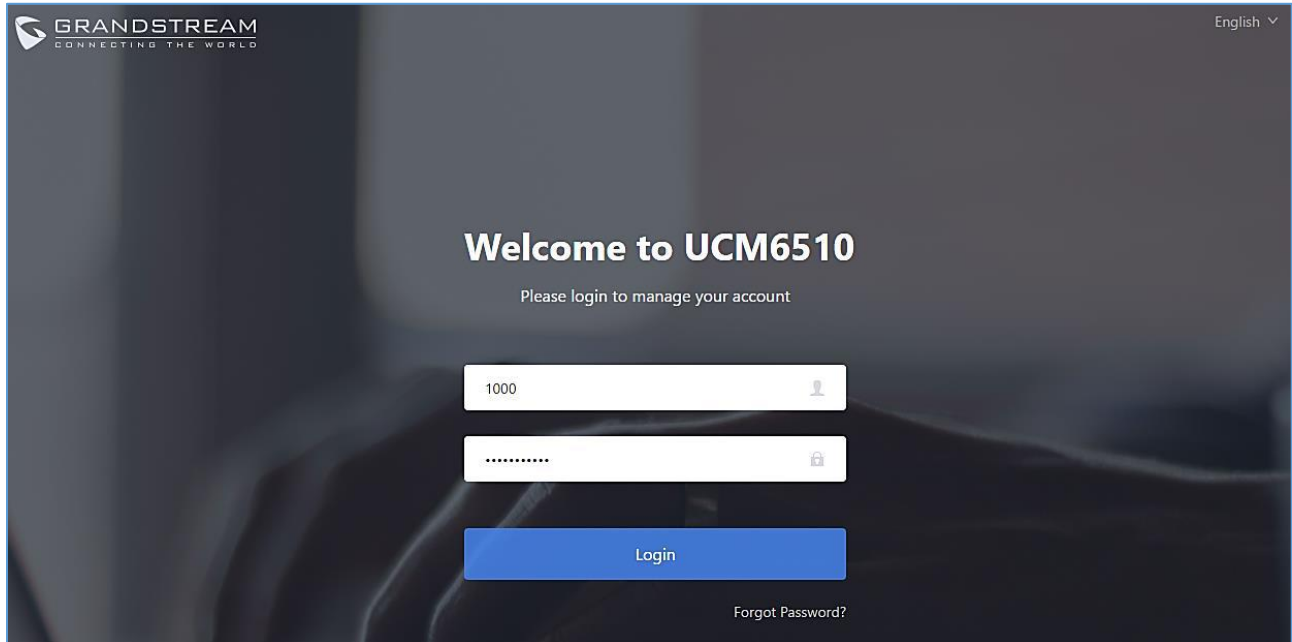 GRANDSTREAM
CONNECTING THE WORLD
English
Welcome to UCM6510
Please login to manage your account
1000
•••••••••••
Login
Forgot Password?